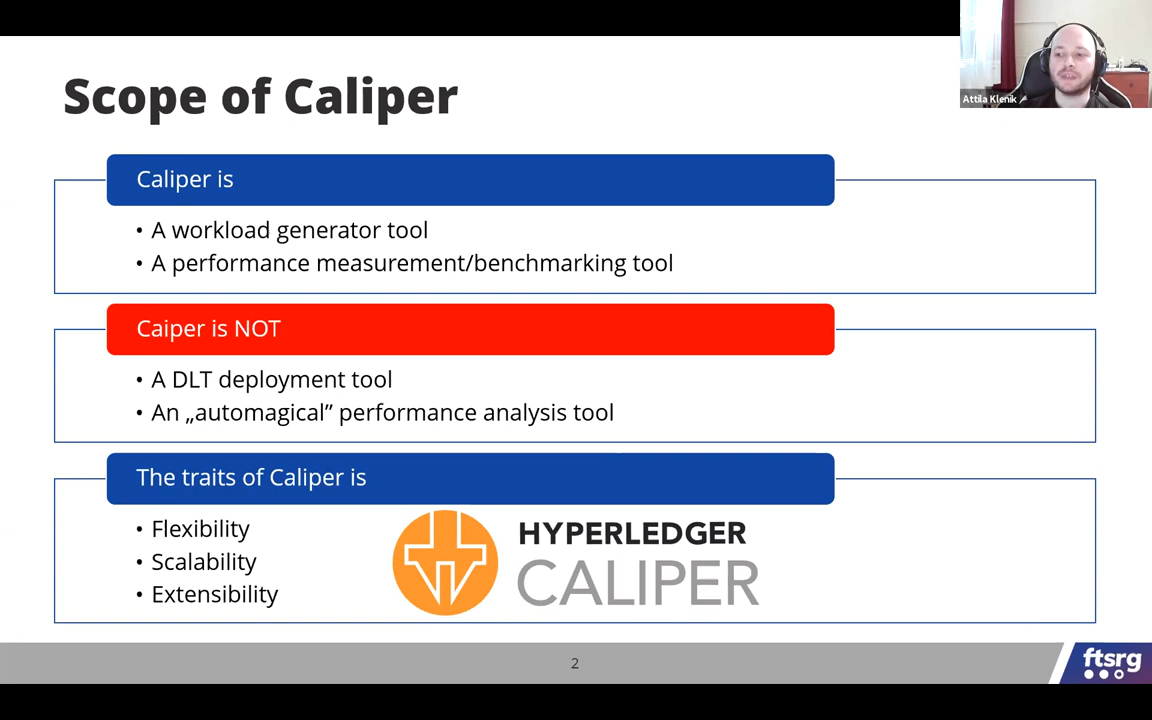 Scope of Caliper
Attila Klenik
Caliper is
• A workload generator tool
• A performance measurement/benchmarking tool
Caiper is NOT
• A DLT deployment tool
• An „automagical” performance analysis tool
The traits of Caliper is
• Flexibility
• Scalability
• Extensibility
HYPERLEDGER
CALIPER
2
ftsrg